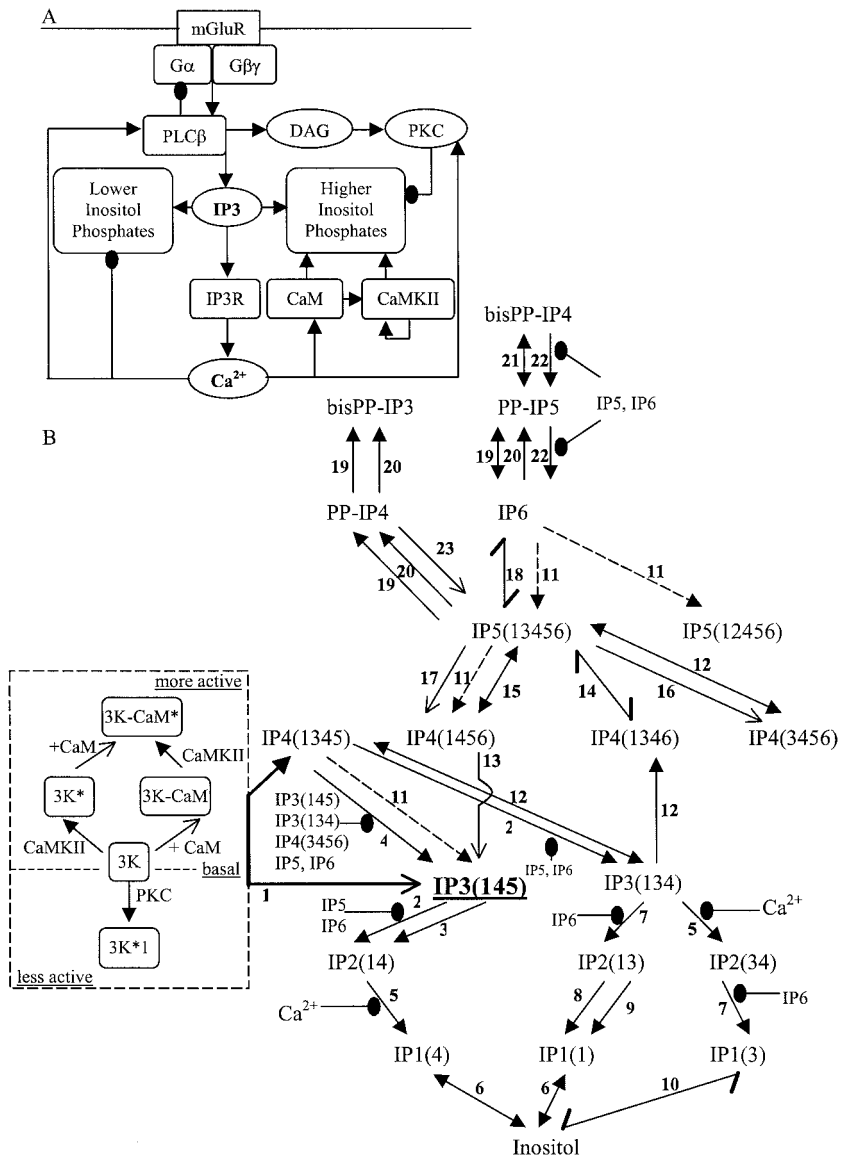 A
mGluR
Gα
Gβγ
PLCβ
DAG
PKC
Lower
Inositol
Phosphates
IP3
Higher
Inositol
Phosphates
IP3R
CaM
CaMKII
Ca²⁺
B
bisPP-IP4
21
22
bisPP-IP3
PP-IP5
IP5, IP6
19
20
19
20
22
PP-IP4
IP6
23
20
19
18
11
11
IP5(13456)
IP5(12456)
17
11
15
14
12
16
more active
3K-CaM*
+CaM
CaMKII
3K*
3K-CaM
CaMKII
+ CaM
3K
basal
PKC
3K*1
less active
IP4(1345)
IP4(1456)
IP4(1346)
IP4(3456)
13
11
12
2
12
IP3(145)
IP3(134)
IP4(3456)
IP5, IP6
4
IP5, IP6
1
IP3(145)
IP3(134)
IP5
IP6
2
3
IP6
7
5
Ca²⁺
IP2(14)
IP2(13)
IP2(34)
Ca²⁺
5
8
9
7
IP6
IP1(4)
IP1(1)
IP1(3)
6
6
10
Inositol